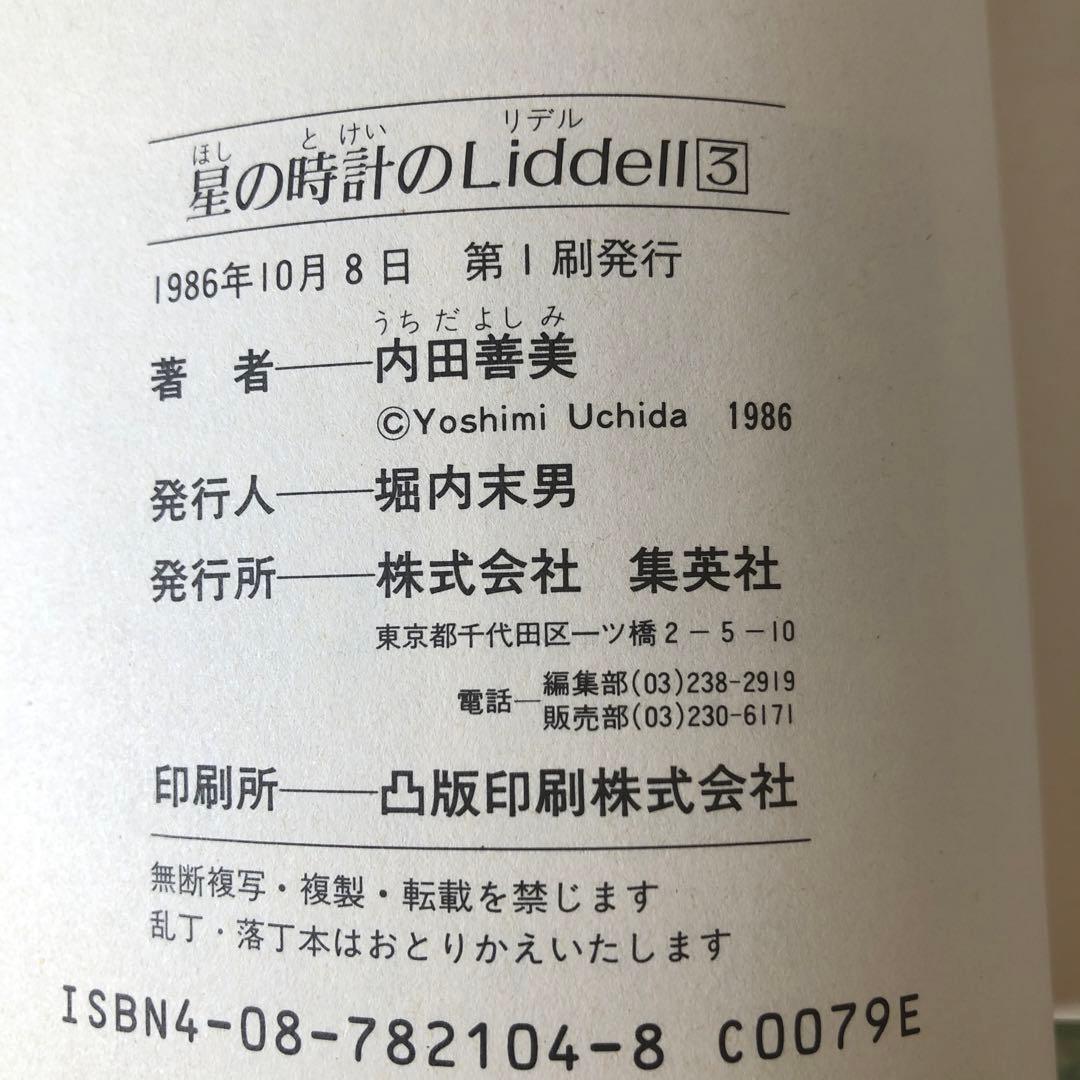 星の時計のLiddell3
ほし とけい リデル
1986年10月8日 第1刷発行
うちだよしみ
著 者――内田善美
©Yoshimi Uchida 1986
発行人――堀内末男
発行所――株式会社 集英社
東京都千代田区一ツ橋2-5-10
電話―編集部(03)238-2919
販売部(03)230-6171
印刷所――凸版印刷株式会社
無断複写・複製・転載を禁じます
乱丁・落丁本はおとりかえいたします
ISBN4-08-782104-8 C0079E